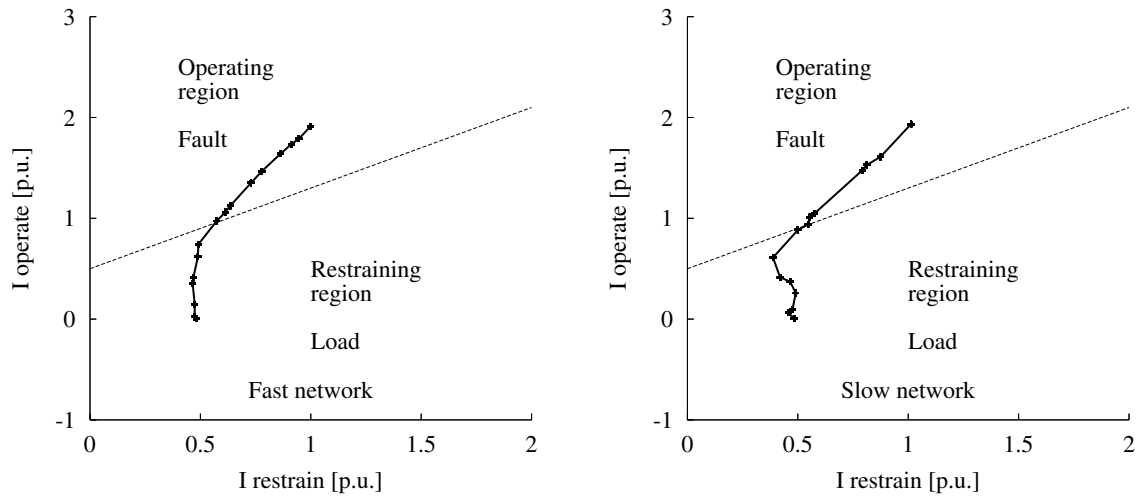 3
2
1
0
-1
0
0.5
1
1.5
2
I operate [p.u.]
I restrain [p.u.]
Operating
region
Fault
Restraining
region
Load
Fast network
3
2
1
0
-1
0
0.5
1
1.5
2
I operate [p.u.]
I restrain [p.u.]
Operating
region
Fault
Restraining
region
Load
Slow network